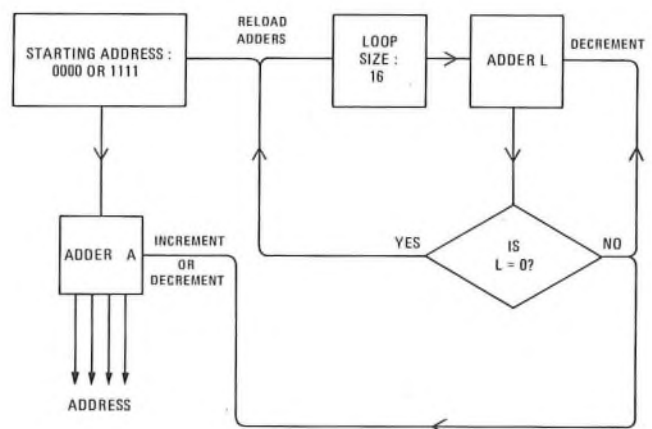 STARTING ADDRESS :
0000 OR 1111
RELOAD
ADDERS
LOOP
SIZE :
16
ADDER L
DECREMENT
ADDER A
INCREMENT
OR
DECREMENT
YES
IS
L = 0?
NO
ADDRESS